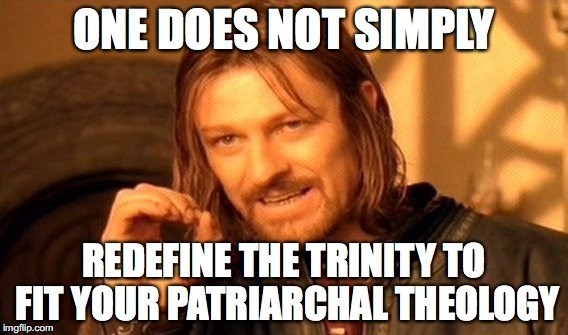 ONE DOES NOT SIMPLY
REDEFINE THE TRINITY TO
FIT YOUR PATRIARCHAL THEOLOGY
imgflip.com